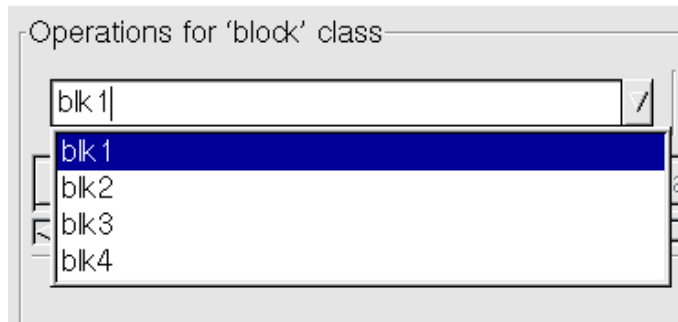 Operations for ‘block’ class
blk1
blk1
blk2
blk3
blk4